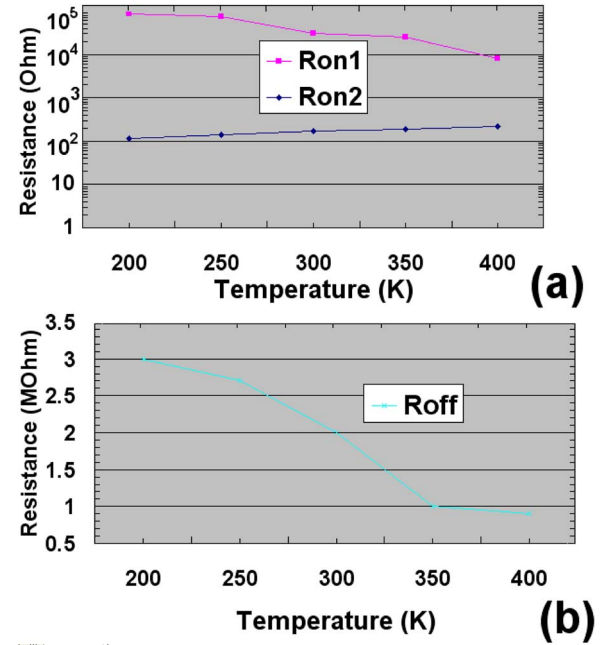 10^5
10^4
10^3
10^2
10
1
Resistance (Ohm)
Ron1
Ron2
200 250 300 350 400
Temperature (K)
(a)
3.5
3
2.5
2
1.5
1
0.5
Resistance (MOhm)
Roff
200 250 300 350 400
Temperature (K)
(b)